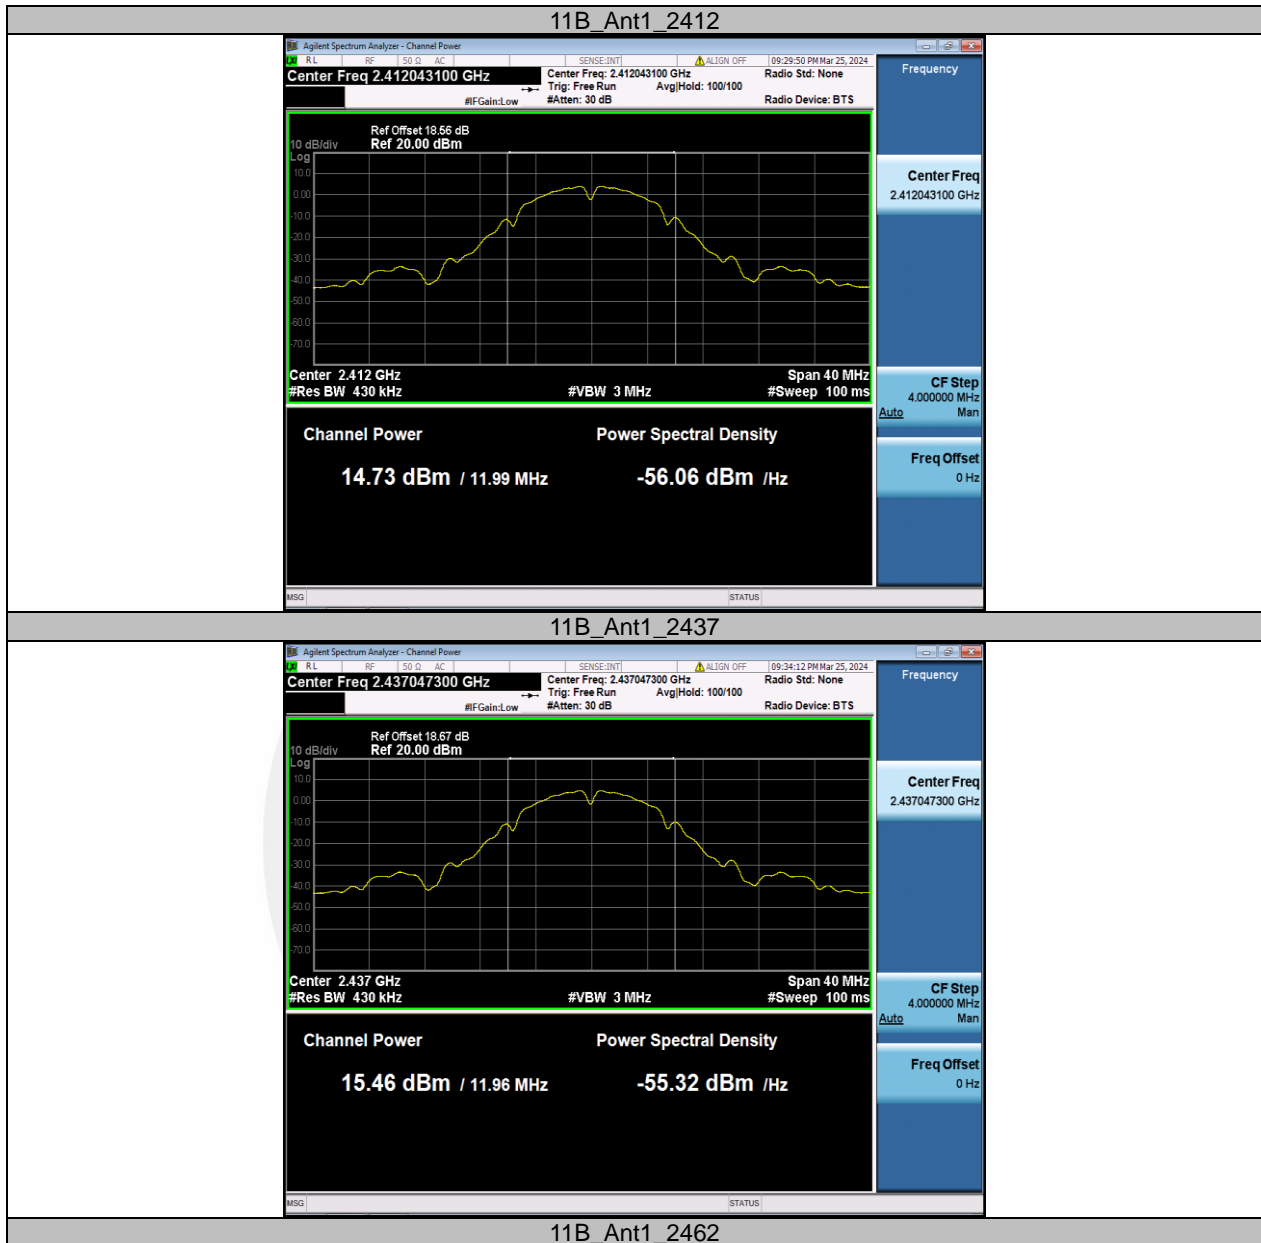 11B_Ant1_2412
Agilent Spectrum Analyzer - Channel Power
RL RF 50 Ω AC SENSE:INT ALIGN OFF 09:29:50 PM Mar 25, 2024
Center Freq 2.412043100 GHz
Center Freq: 2.412043100 GHz
Radio Std: None
Trig: Free Run Avg|Hold: 100/100
#IFGain:Low #Atten: 30 dB Radio Device: BTS
Frequency
Ref Offset 18.56 dB
10 dB/div Ref 20.00 dBm
Log
10.0
0.00
-10.0
-20.0
-30.0
-40.0
-50.0
-60.0
-70.0
Center 2.412 GHz Span 40 MHz
#Res BW 430 kHz #VBW 3 MHz #Sweep 100 ms
Center Freq
2.412043100 GHz
CF Step
4.000000 MHz
Auto Man
Freq Offset
0 Hz
Channel Power Power Spectral Density
14.73 dBm / 11.99 MHz -56.06 dBm /Hz
MSG STATUS
11B_Ant1_2437
Agilent Spectrum Analyzer - Channel Power
RL RF 50 Ω AC SENSE:INT ALIGN OFF 09:34:12 PM Mar 25, 2024
Center Freq 2.437047300 GHz
Center Freq: 2.437047300 GHz
Radio Std: None
Trig: Free Run Avg|Hold: 100/100
#IFGain:Low #Atten: 30 dB Radio Device: BTS
Frequency
Ref Offset 18.67 dB
10 dB/div Ref 20.00 dBm
Log
10.0
0.00
-10.0
-20.0
-30.0
-40.0
-50.0
-60.0
-70.0
Center 2.437 GHz Span 40 MHz
#Res BW 430 kHz #VBW 3 MHz #Sweep 100 ms
Center Freq
2.437047300 GHz
CF Step
4.000000 MHz
Auto Man
Freq Offset
0 Hz
Channel Power Power Spectral Density
15.46 dBm / 11.96 MHz -55.32 dBm /Hz
MSG STATUS
11B_Ant1_2462